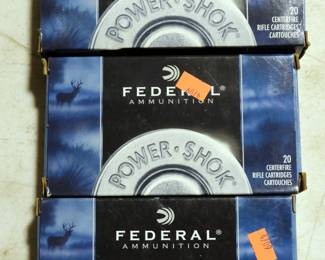 POWER·SHOK
20
CENTERFIRE
RIFLE CARTRIDGES
CARTOUCHES
FEDERAL
AMMUNITION
POWER·SHOK
20
CENTERFIRE
RIFLE CARTRIDGES
CARTOUCHES
FEDERAL
AMMUNITION